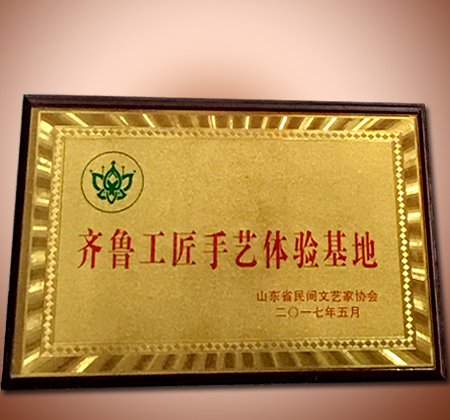 齐鲁工匠手艺体验基地
山东省民间文艺家协会
二〇一七年五月